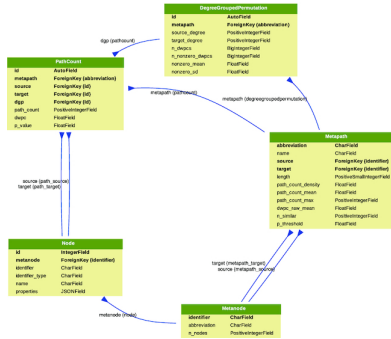 DegreeGroupedPermutation
id AutoField
metapath ForeignKey (abbreviation)
source_degree PositiveIntegerField
target_degree PositiveIntegerField
n_dwpcs BigIntegerField
n_nonzero_dwpcs BigIntegerField
nonzero_mean FloatField
nonzero_sd FloatField
dgp (pathcount)
PathCount
id AutoField
metapath ForeignKey (abbreviation)
source ForeignKey (id)
target ForeignKey (id)
dgp ForeignKey (id)
path_count PositiveIntegerField
dwpc FloatField
p_value FloatField
metapath (pathcount)
metapath (degreegroupedpermutation)
Metapath
abbreviation CharField
name CharField
source ForeignKey (identifier)
target ForeignKey (identifier)
length PositiveSmallIntegerField
path_count_density FloatField
path_count_mean FloatField
path_count_max PositiveIntegerField
dwpc_raw_mean FloatField
n_similar PositiveIntegerField
p_threshold FloatField
source (path_source)
target (path_target)
Node
id IntegerField
metanode ForeignKey (identifier)
identifier CharField
identifier_type CharField
name CharField
properties JSONField
target (metapath_target)
source (metapath_source)
metanode (node)
Metanode
identifier CharField
abbreviation CharField
n_nodes PositiveIntegerField